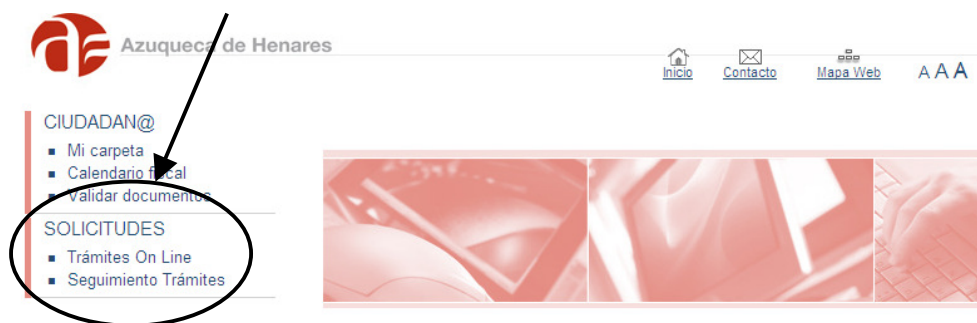 Azuqueca de Henares
Inicio Contacto Mapa Web A A A
CIUDADAN@
Mi carpeta
Calendario fiscal
Validar documentos
SOLICITUDES
Trámites On Line
Seguimiento Trámites